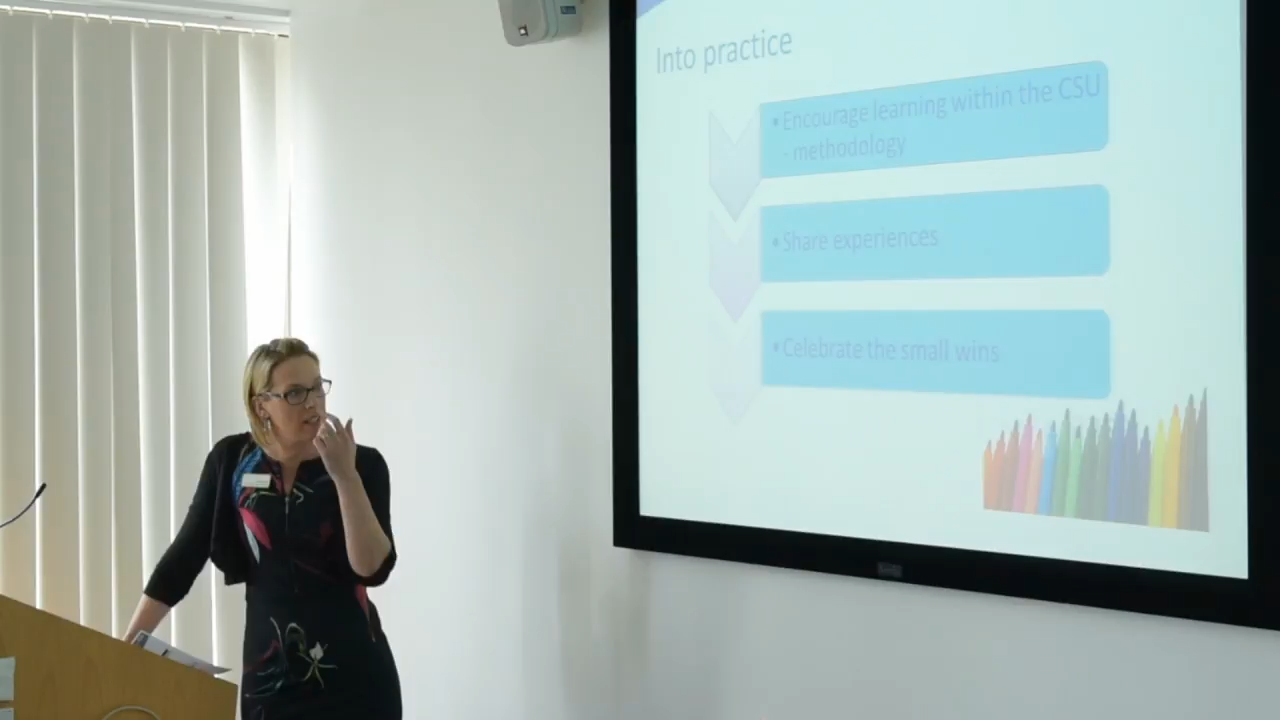 Into practice
• Encourage learning within the CSU
- methodology
• Share experiences
• Celebrate the small wins